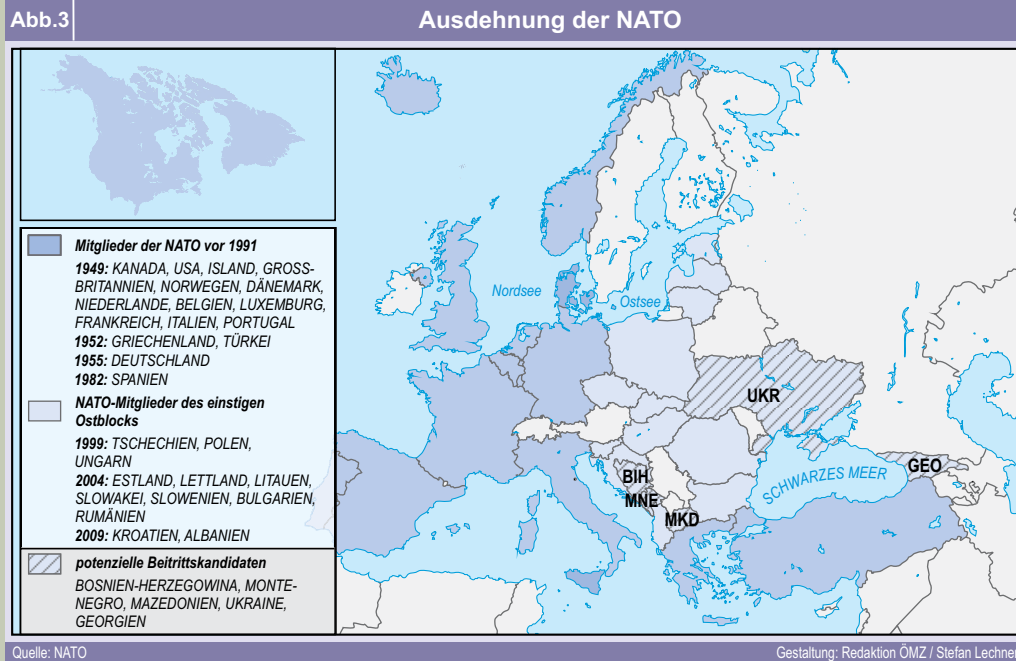 Abb.3
Ausdehnung der NATO
Mitglieder der NATO vor 1991
1949: KANADA, USA, ISLAND, GROSS-
BRITANNIEN, NORWEGEN, DÄNEMARK,
NIEDERLANDE, BELGIEN, LUXEMBURG,
FRANKREICH, ITALIEN, PORTUGAL
1952: GRIECHENLAND, TÜRKEI
1955: DEUTSCHLAND
1982: SPANIEN
NATO-Mitglieder des einstigen
Ostblocks
1999: TSCHECHIEN, POLEN,
UNGARN
2004: ESTLAND, LETTLAND, LITAUEN,
SLOWAKEI, SLOWENIEN, BULGARIEN,
RUMÄNIEN
2009: KROATIEN, ALBANIEN
potenzielle Beitrittskandidaten
BOSNIEN-HERZEGOWINA, MONTE-
NEGRO, MAZEDONIEN, UKRAINE,
GEORGIEN
Nordsee
Ostsee
UKR
GEO
SCHWARZES MEER
BIH
MNE
MKD
Quelle: NATO
Gestaltung: Redaktion ÖMZ / Stefan Lechner